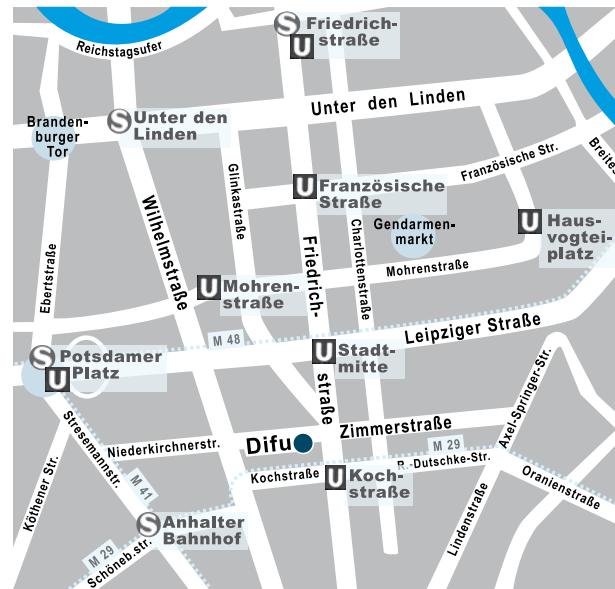 Reichstagsufer
S
U
Friedrich-
straße
Branden-
burger
Tor
S
Unter den
Linden
Unter den Linden
Breites
Glinkastraße
U
Französische
Straße
Französische Str.
Wilhelmstraße
Gendarmen-
markt
U
Haus-
vogtei-
platz
Ebertstraße
Friedrich-
Charlottenstraße
U
Mohren-
straße
Mohrenstraße
Leipziger Straße
M 48
S
U
Potsdamer
Platz
U
Stadt-
mitte
straße
Axel-Springer-Str.
Stresemannstr.
Niederkirchnerstr.
Difu
Zimmerstraße
M 29
Kochstraße
U
Koch-
straße
R.-Dutschke-Str.
Oranienstraße
Köthener Str.
M 41
S
Anhalter
Bahnhof
Lindenstraße
M 29
Schöneb.str.